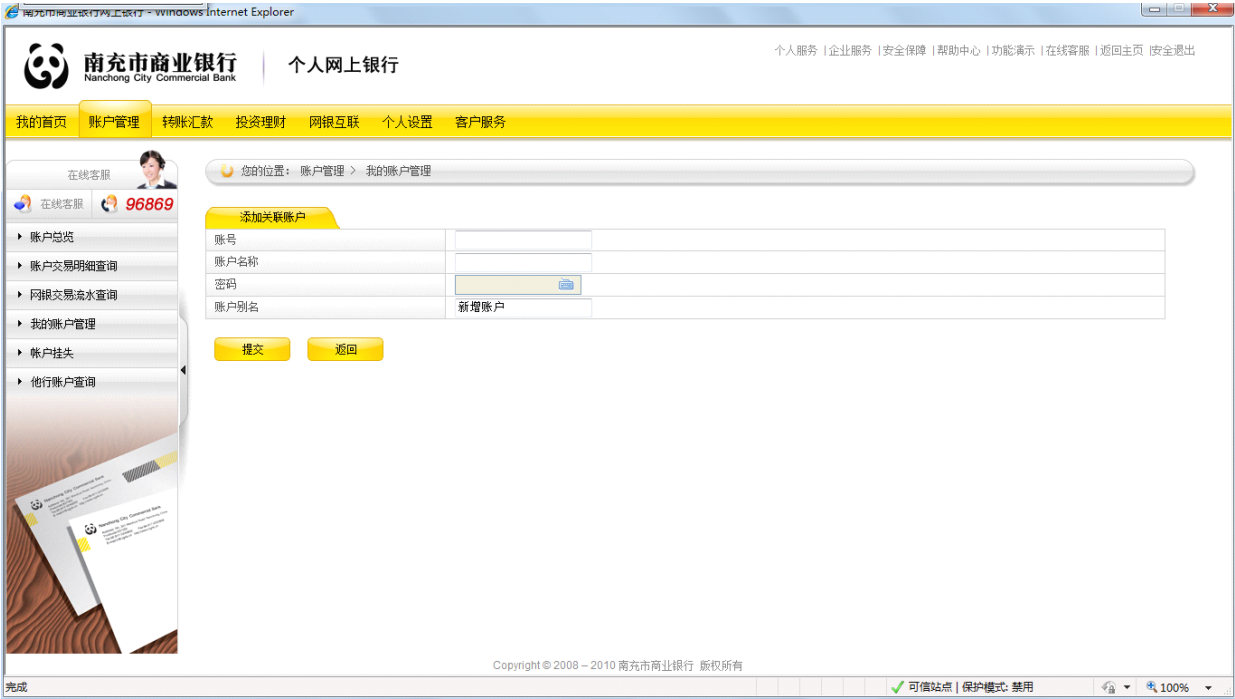 南充市商业银行网上银行 - Windows Internet Explorer
南充市商业银行
Nanchong City Commercial Bank
个人网上银行
个人服务 | 企业服务 | 安全保障 | 帮助中心 | 功能演示 | 在线客服 | 返回主页 | 安全退出
我的首页 账户管理 转账汇款 投资理财 网银互联 个人设置 客户服务
在线客服
在线客服 96869
账户总览
账户交易明细查询
网银交易流水查询
我的账户管理
帐户挂失
他行账户查询
您的位置： 账户管理 > 我的账户管理
添加关联账户
账号
账户名称
密码
账户别名 新增账户
提交 返回
Nanchong City Commercial Bank
Nanchong City Commercial Bank
Copyright © 2008 – 2010 南充市商业银行 版权所有
完成
可信站点 | 保护模式: 禁用
100%